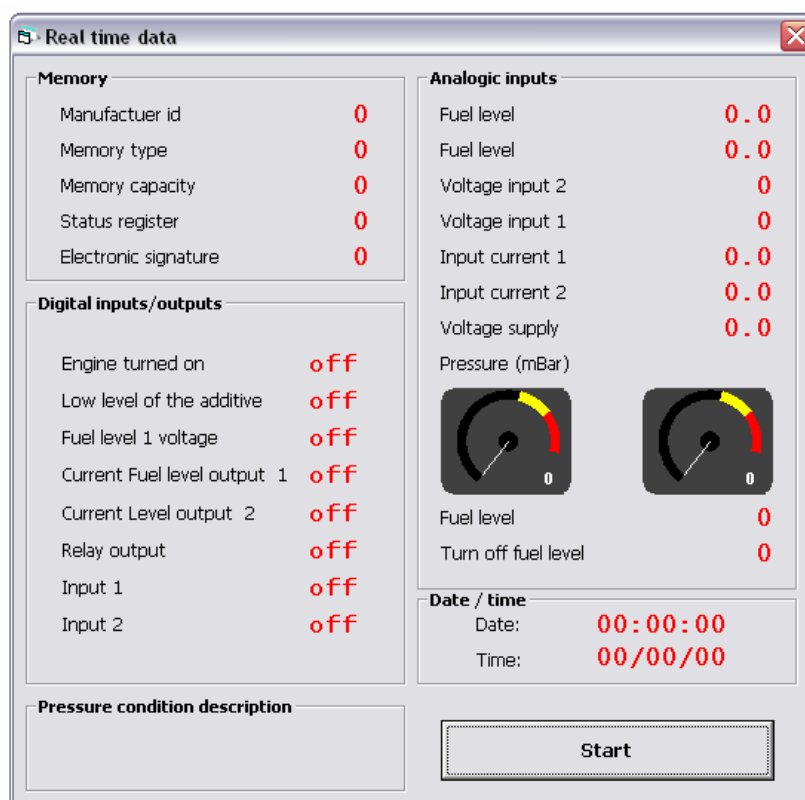 Real time data
Memory
Manufactuer id 0
Memory type 0
Memory capacity 0
Status register 0
Electronic signature 0
Digital inputs/outputs
Engine turned on off
Low level of the additive off
Fuel level 1 voltage off
Current Fuel level output 1 off
Current Level output 2 off
Relay output off
Input 1 off
Input 2 off
Pressure condition description
Analogic inputs
Fuel level 0.0
Fuel level 0.0
Voltage input 2 0
Voltage input 1 0
Input current 1 0.0
Input current 2 0.0
Voltage supply 0.0
Pressure (mBar)
0 0
Fuel level 0
Turn off fuel level 0
Date / time
Date: 00:00:00
Time: 00/00/00
Start